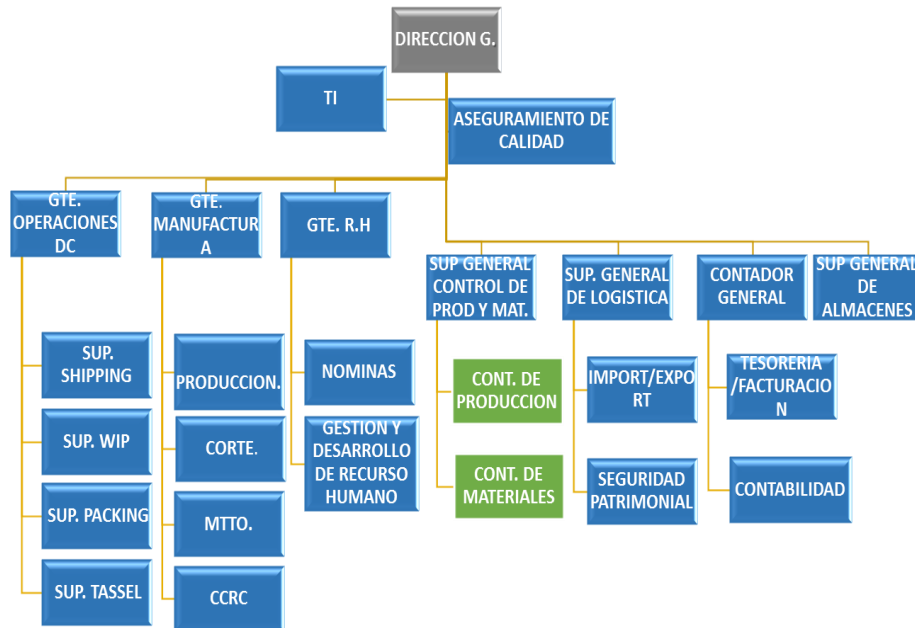 DIRECCION G.
TI
ASEGURAMIENTO DE
CALIDAD
GTE.
OPERACIONES
DC
GTE.
MANUFACTUR
A
GTE. R.H
SUP GENERAL
CONTROL DE
PROD Y MAT.
SUP. GENERAL
DE LOGISTICA
CONTADOR
GENERAL
SUP GENERAL
DE
ALMACENES
SUP.
SHIPPING
PRODUCCION.
NOMINAS
CONT. DE
PRODUCCION
IMPORT/EXPO
RT
TESORERIA
/FACTURACIO
N
SUP. WIP
CORTE.
GESTION Y
DESARROLLO
DE RECURSO
HUMANO
CONT. DE
MATERIALES
SEGURIDAD
PATRIMONIAL
CONTABILIDAD
SUP. PACKING
MTTO.
SUP. TASSEL
CCRC